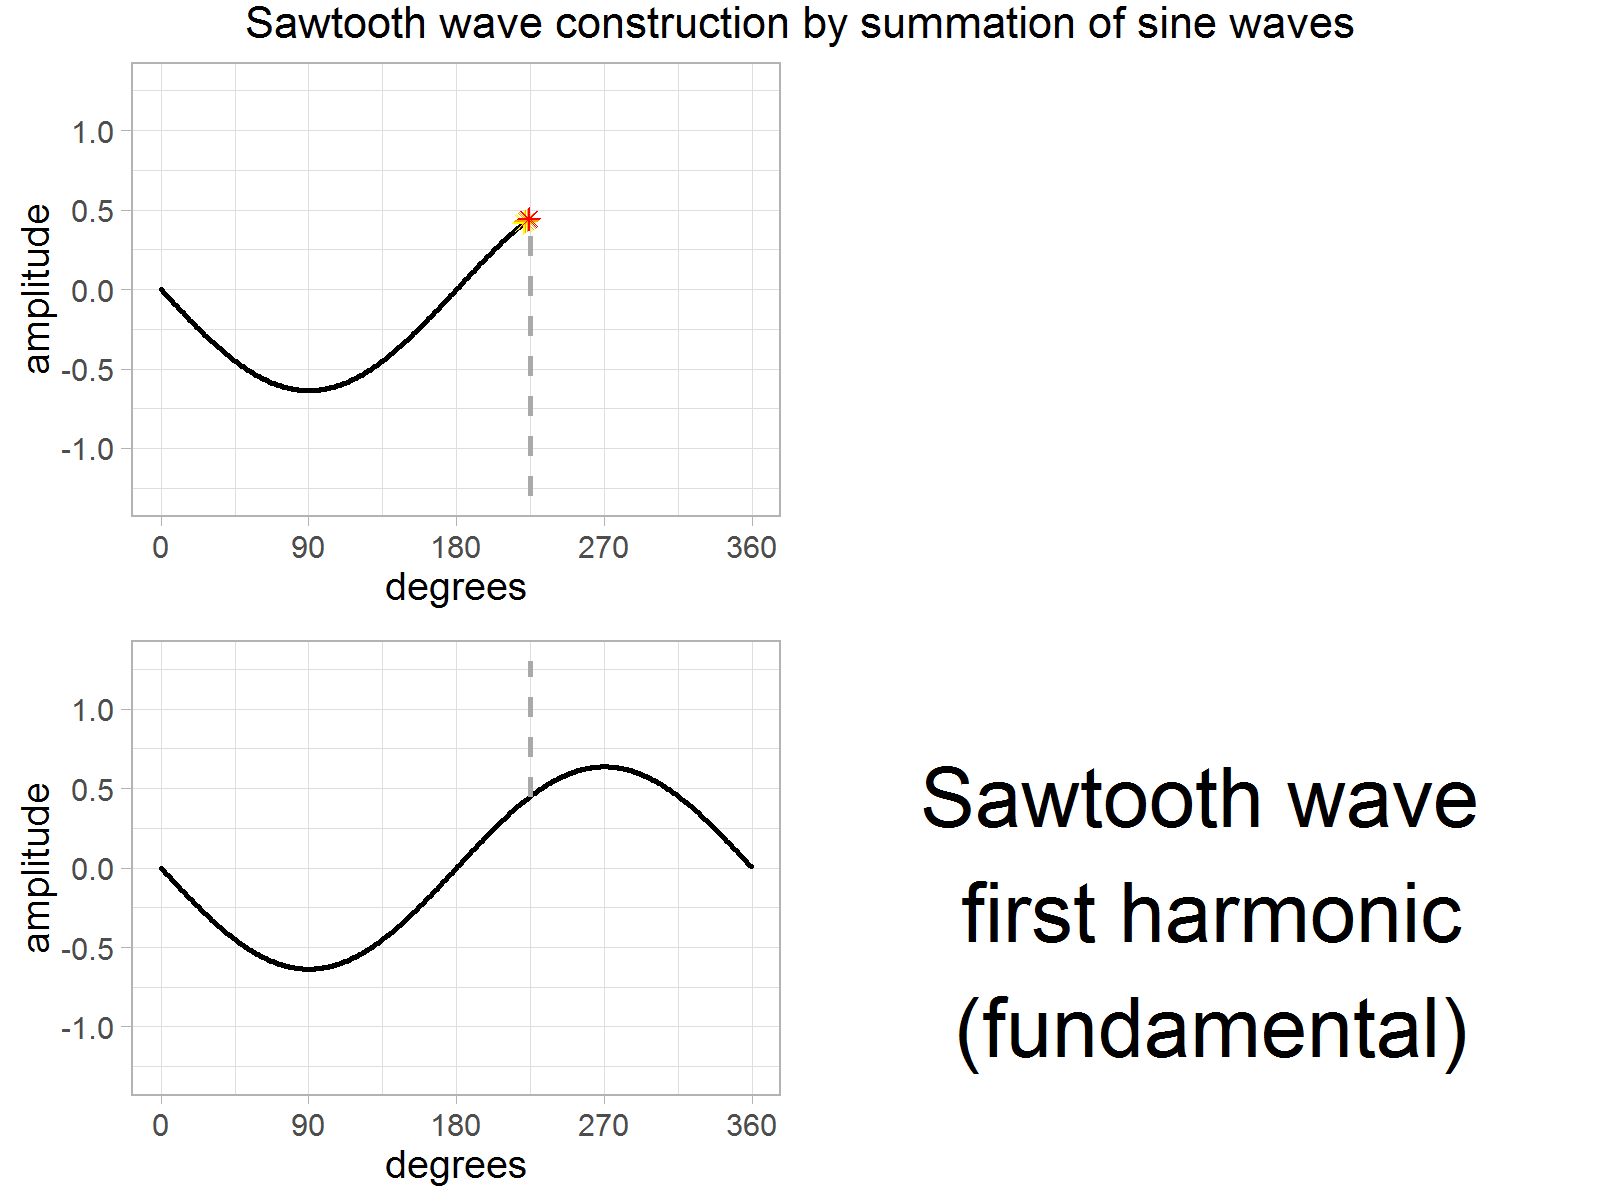 Sawtooth wave construction by summation of sine waves
amplitude
1.0
0.5
0.0
-0.5
-1.0
0 90 180 270 360
degrees
amplitude
1.0
0.5
0.0
-0.5
-1.0
0 90 180 270 360
degrees
Sawtooth wave
first harmonic
(fundamental)